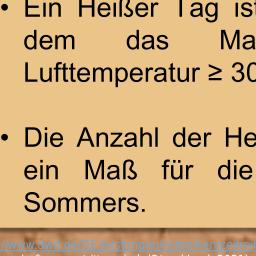 • Ein Heißer Tag ist
dem das Ma
Lufttemperatur ≥ 30
• Die Anzahl der He
ein Maß für die
Sommers.